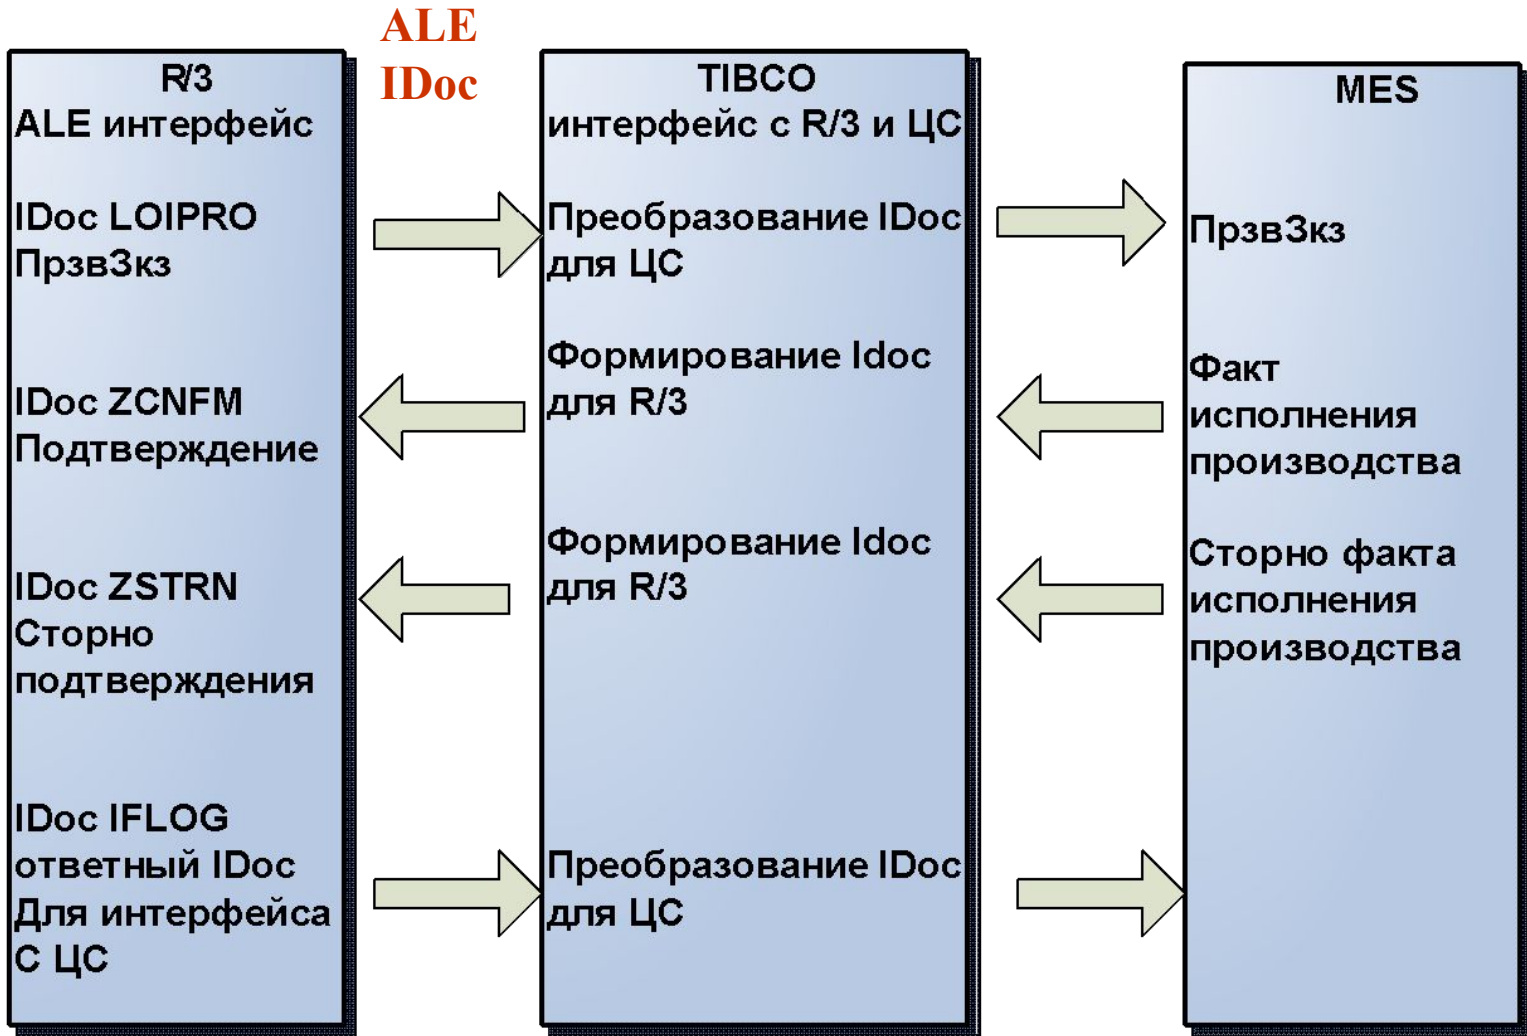 ALE
IDoc
R/3
ALE интерфейс
IDoc LOIPRO
ПрзвЗкз
IDoc ZCNFM
Подтверждение
IDoc ZSTRN
Сторно
подтверждения
IDoc IFLOG
ответный IDoc
Для интерфейса
С ЦС
TIBCO
интерфейс с R/3 и ЦС
Преобразование IDoc
для ЦС
Формирование Idoc
для R/3
Формирование Idoc
для R/3
Преобразование IDoc
для ЦС
MES
ПрзвЗкз
Факт
исполнения
производства
Сторно факта
исполнения
производства